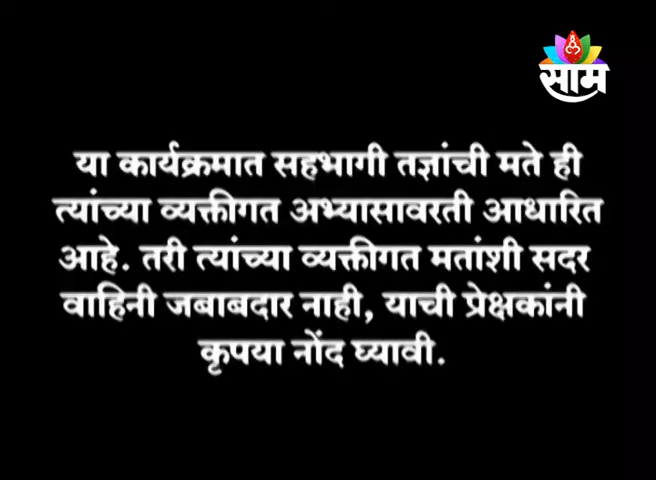 साम
या कार्यक्रमात सहभागी तज्ञांची मते ही
त्यांच्या व्यक्तीगत अभ्यासावरती आधारित
आहे. तरी त्यांच्या व्यक्तीगत मतांशी सदर
वाहिनी जबाबदार नाही, याची प्रेक्षकांनी
कृपया नोंद घ्यावी.